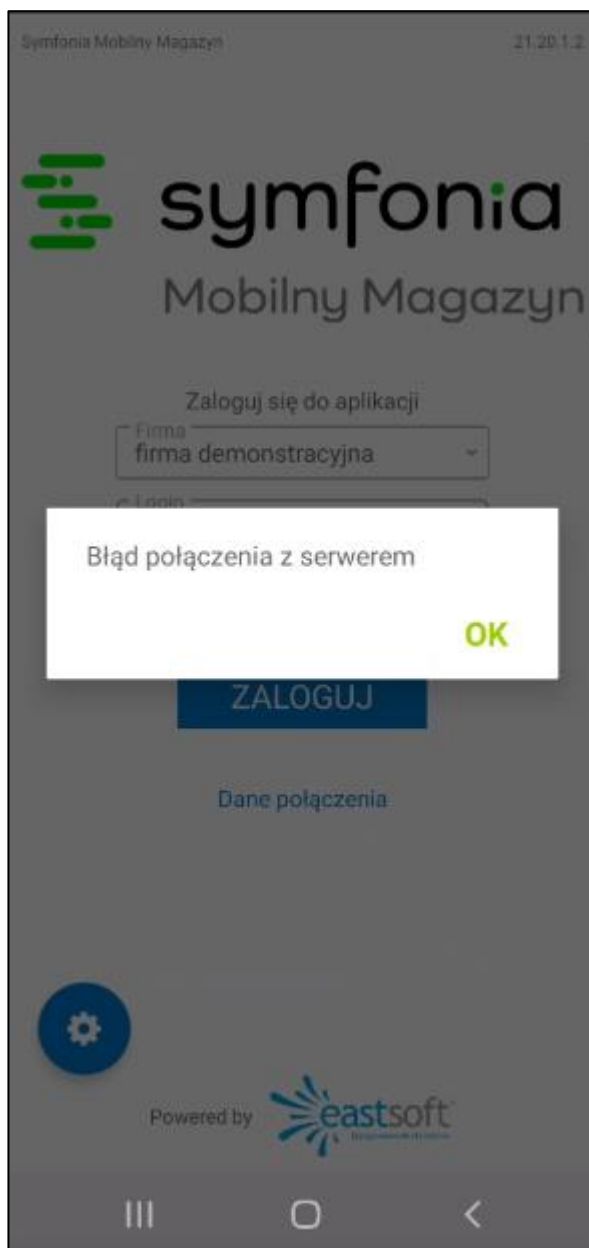 Symfonia Mobilny Magazyn 21.20.1.2
symfonia
Mobilny Magazyn
Zaloguj się do aplikacji
Firma
firma demonstracyjna
Login
Błąd połączenia z serwerem
OK
ZALOGUJ
Dane połączenia
Powered by eastsoft